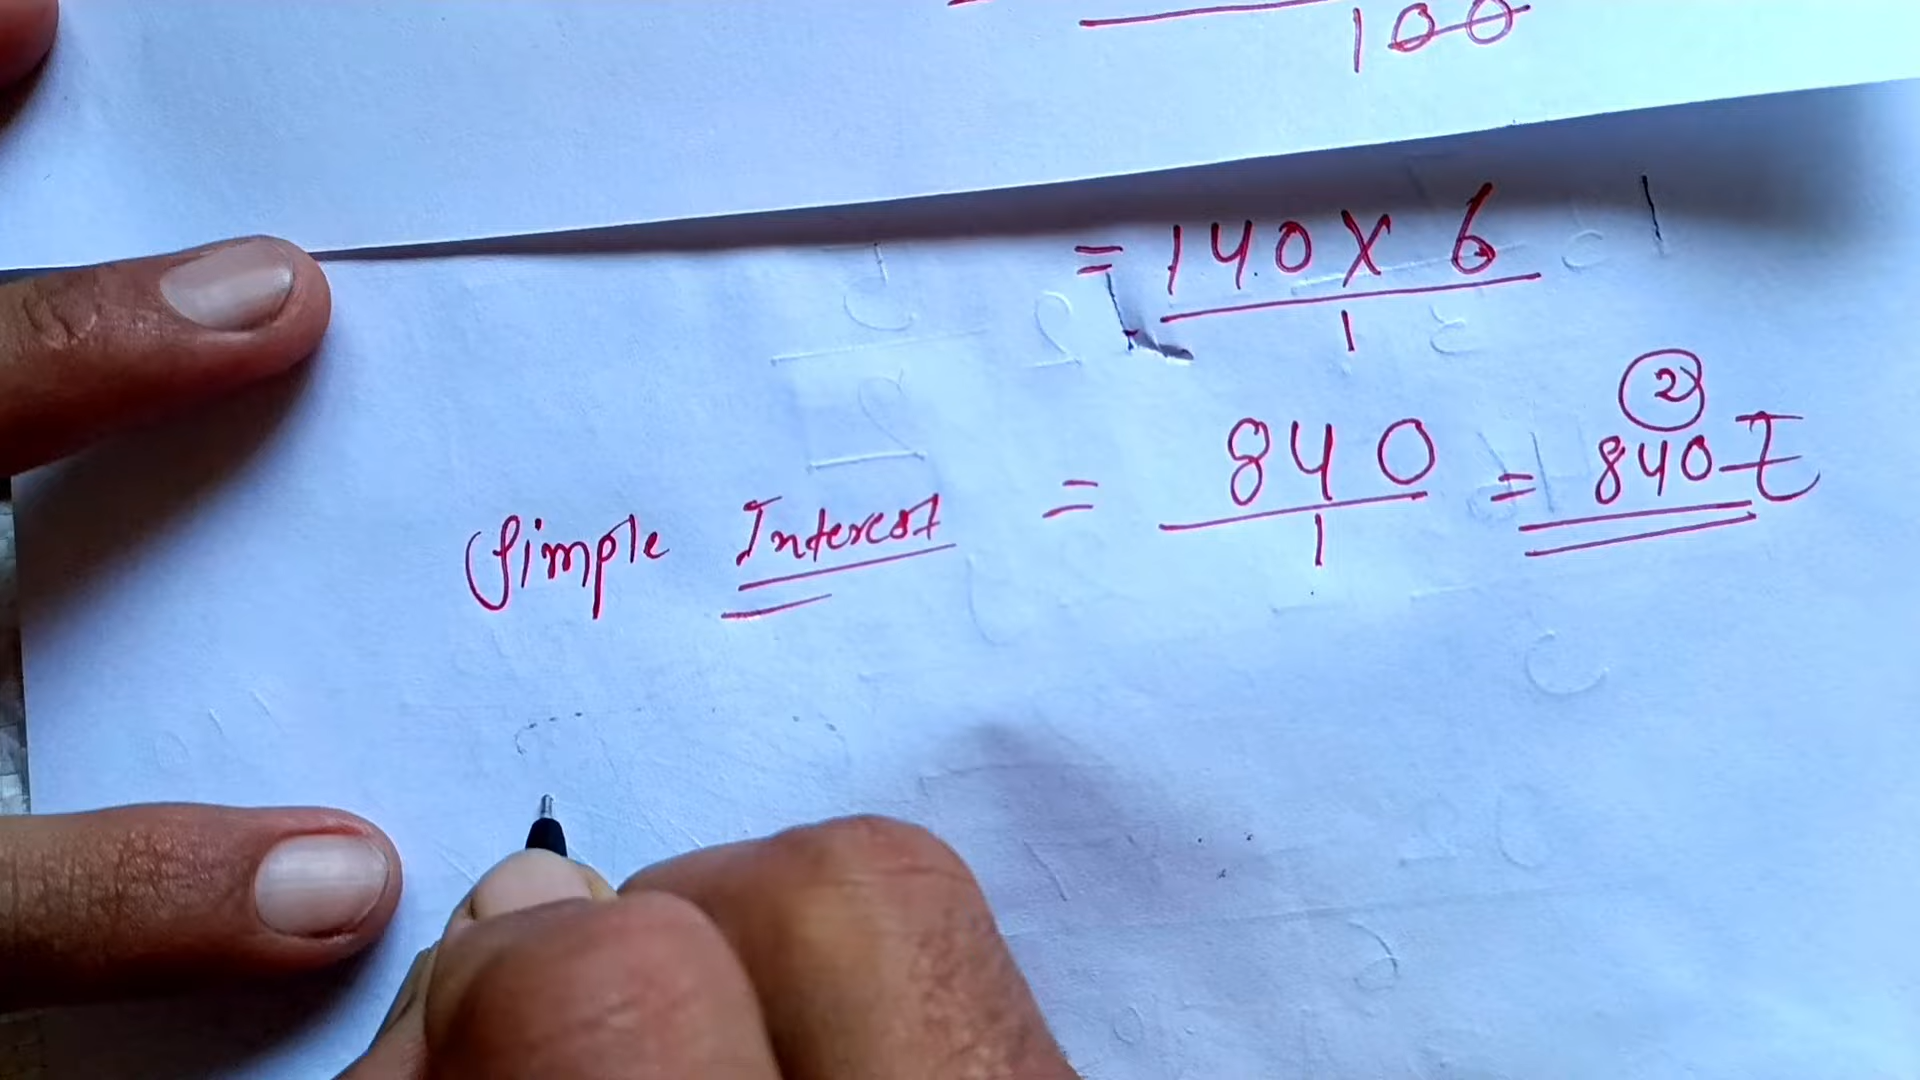 100
= 140 X 6
1
②
Simple Interest = 840 = 840 ₹
1